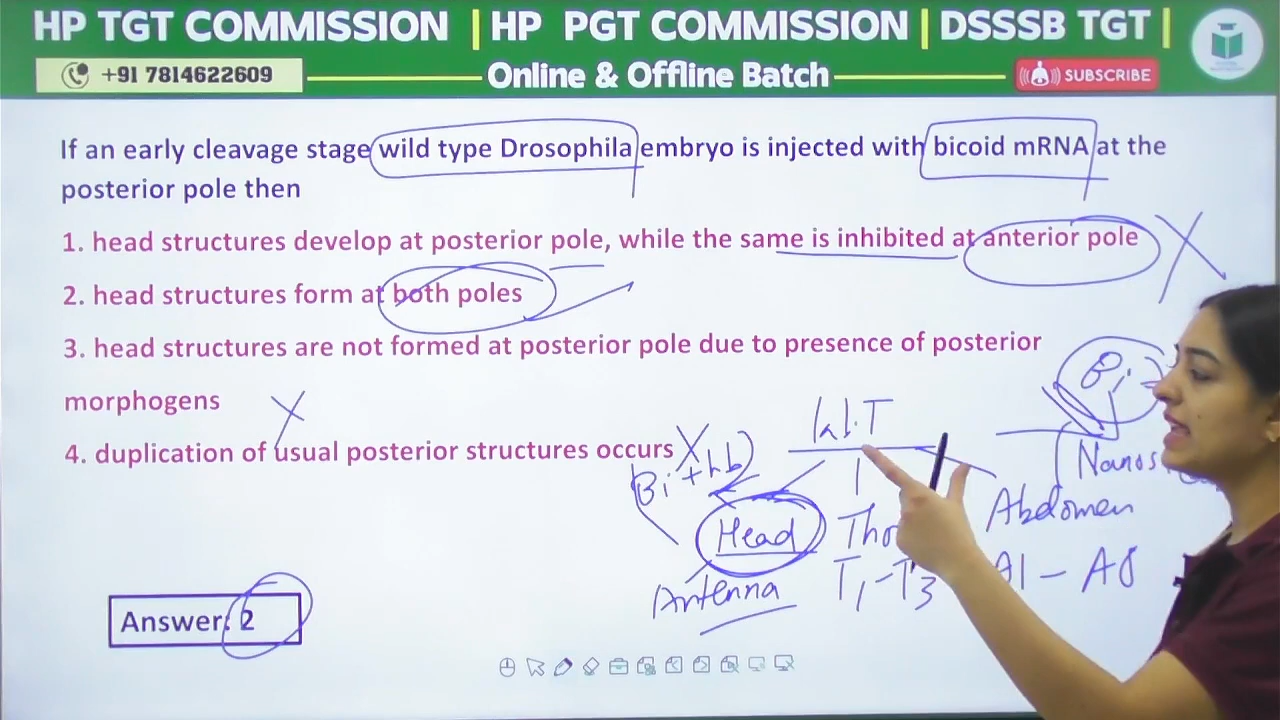 HP TGT COMMISSION | HP PGT COMMISSION | DSSSB TGT |
+91 7814622609 Online & Offline Batch SUBSCRIBE
If an early cleavage stage wild type Drosophila embryo is injected with bicoid mRNA at the
posterior pole then
1. head structures develop at posterior pole, while the same is inhibited at anterior pole
2. head structures form at both poles
3. head structures are not formed at posterior pole due to presence of posterior
morphogens
4. duplication of usual posterior structures occurs
Bi
W.T
Bi + hb
Nanos
Head Tho Abdomen
Antenna T1-T3 A1 - A8
Answer: 2